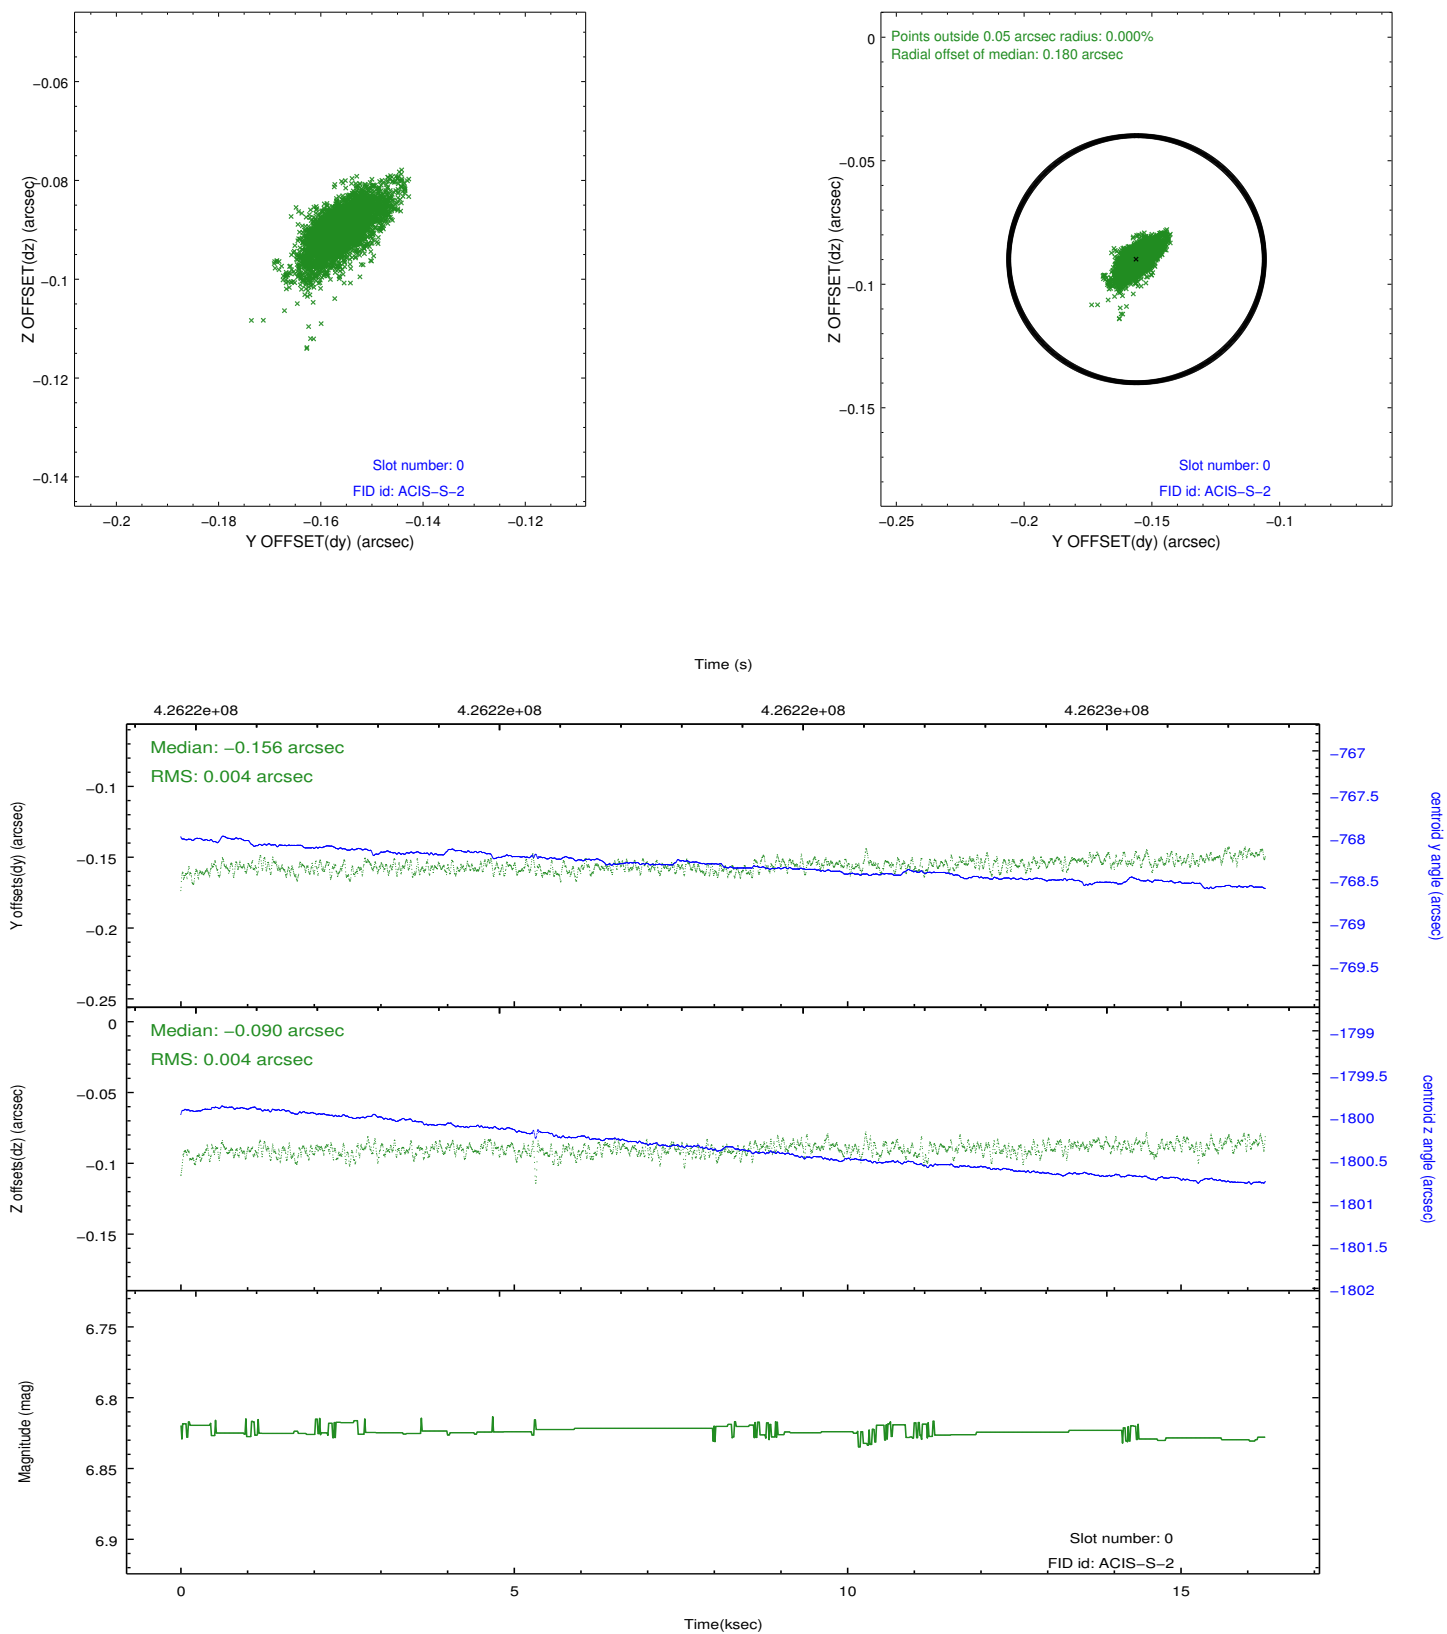 −0.06
−0.08
−0.1
−0.12
−0.14
Z OFFSET(dz) (arcsec)
Slot number: 0
FID id: ACIS−S−2
−0.2
−0.18
−0.16
−0.14
−0.12
Y OFFSET(dy) (arcsec)
Points outside 0.05 arcsec radius: 0.000%
Radial offset of median: 0.180 arcsec
0
−0.05
−0.1
−0.15
Z OFFSET(dz) (arcsec)
Slot number: 0
FID id: ACIS−S−2
−0.25
−0.2
−0.15
−0.1
Y OFFSET(dy) (arcsec)
Time (s)
4.2622e+08
4.2622e+08
4.2622e+08
4.2623e+08
Median: −0.156 arcsec
RMS: 0.004 arcsec
−0.1
−0.15
−0.2
−0.25
Y offsets(dy) (arcsec)
−767
−767.5
−768
−768.5
−769
−769.5
centroid y angle (arcsec)
Median: −0.090 arcsec
RMS: 0.004 arcsec
0
−0.05
−0.1
−0.15
Z offsets(dz) (arcsec)
−1799
−1799.5
−1800
−1800.5
−1801
−1801.5
−1802
centroid z angle (arcsec)
6.75
6.8
6.85
6.9
Magnitude (mag)
Slot number: 0
FID id: ACIS−S−2
0
5
10
15
Time(ksec)